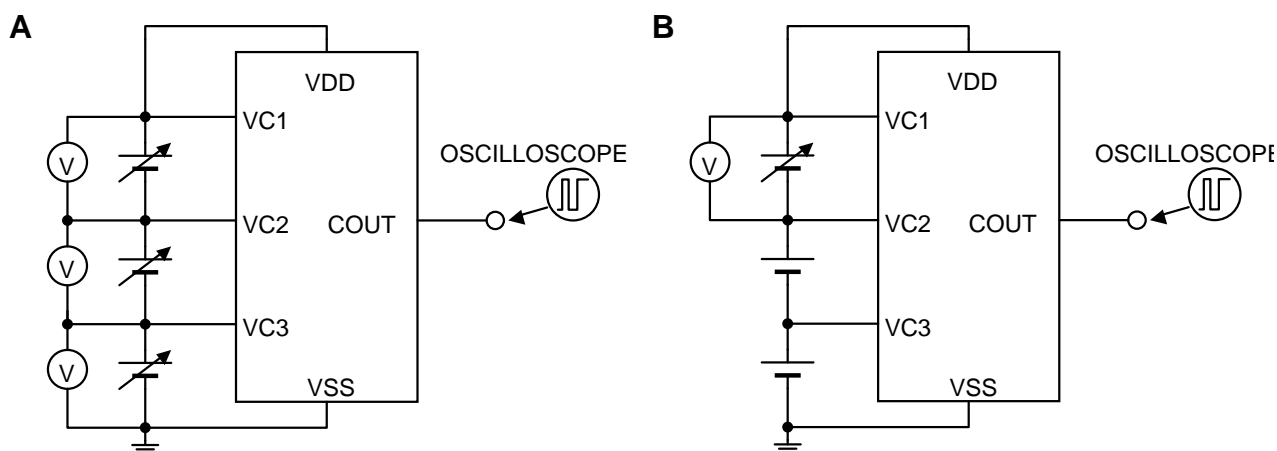 A
VDD
VC1
V
OSCILLOSCOPE
V
VC2
COUT
VC3
V
VSS
B
VDD
VC1
V
OSCILLOSCOPE
VC2
COUT
VC3
VSS